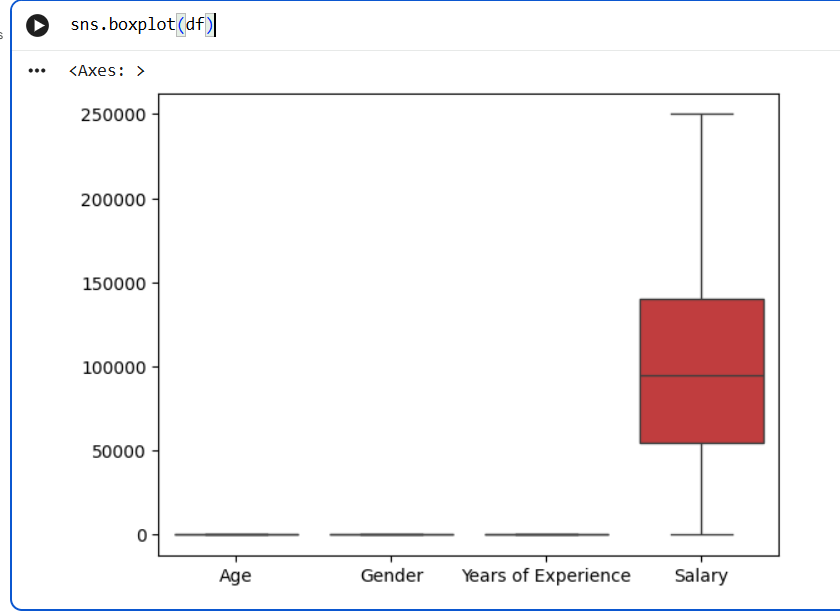 sns.boxplot(df)
<Axes: >
250000
200000
150000
100000
50000
0
Age Gender Years of Experience Salary